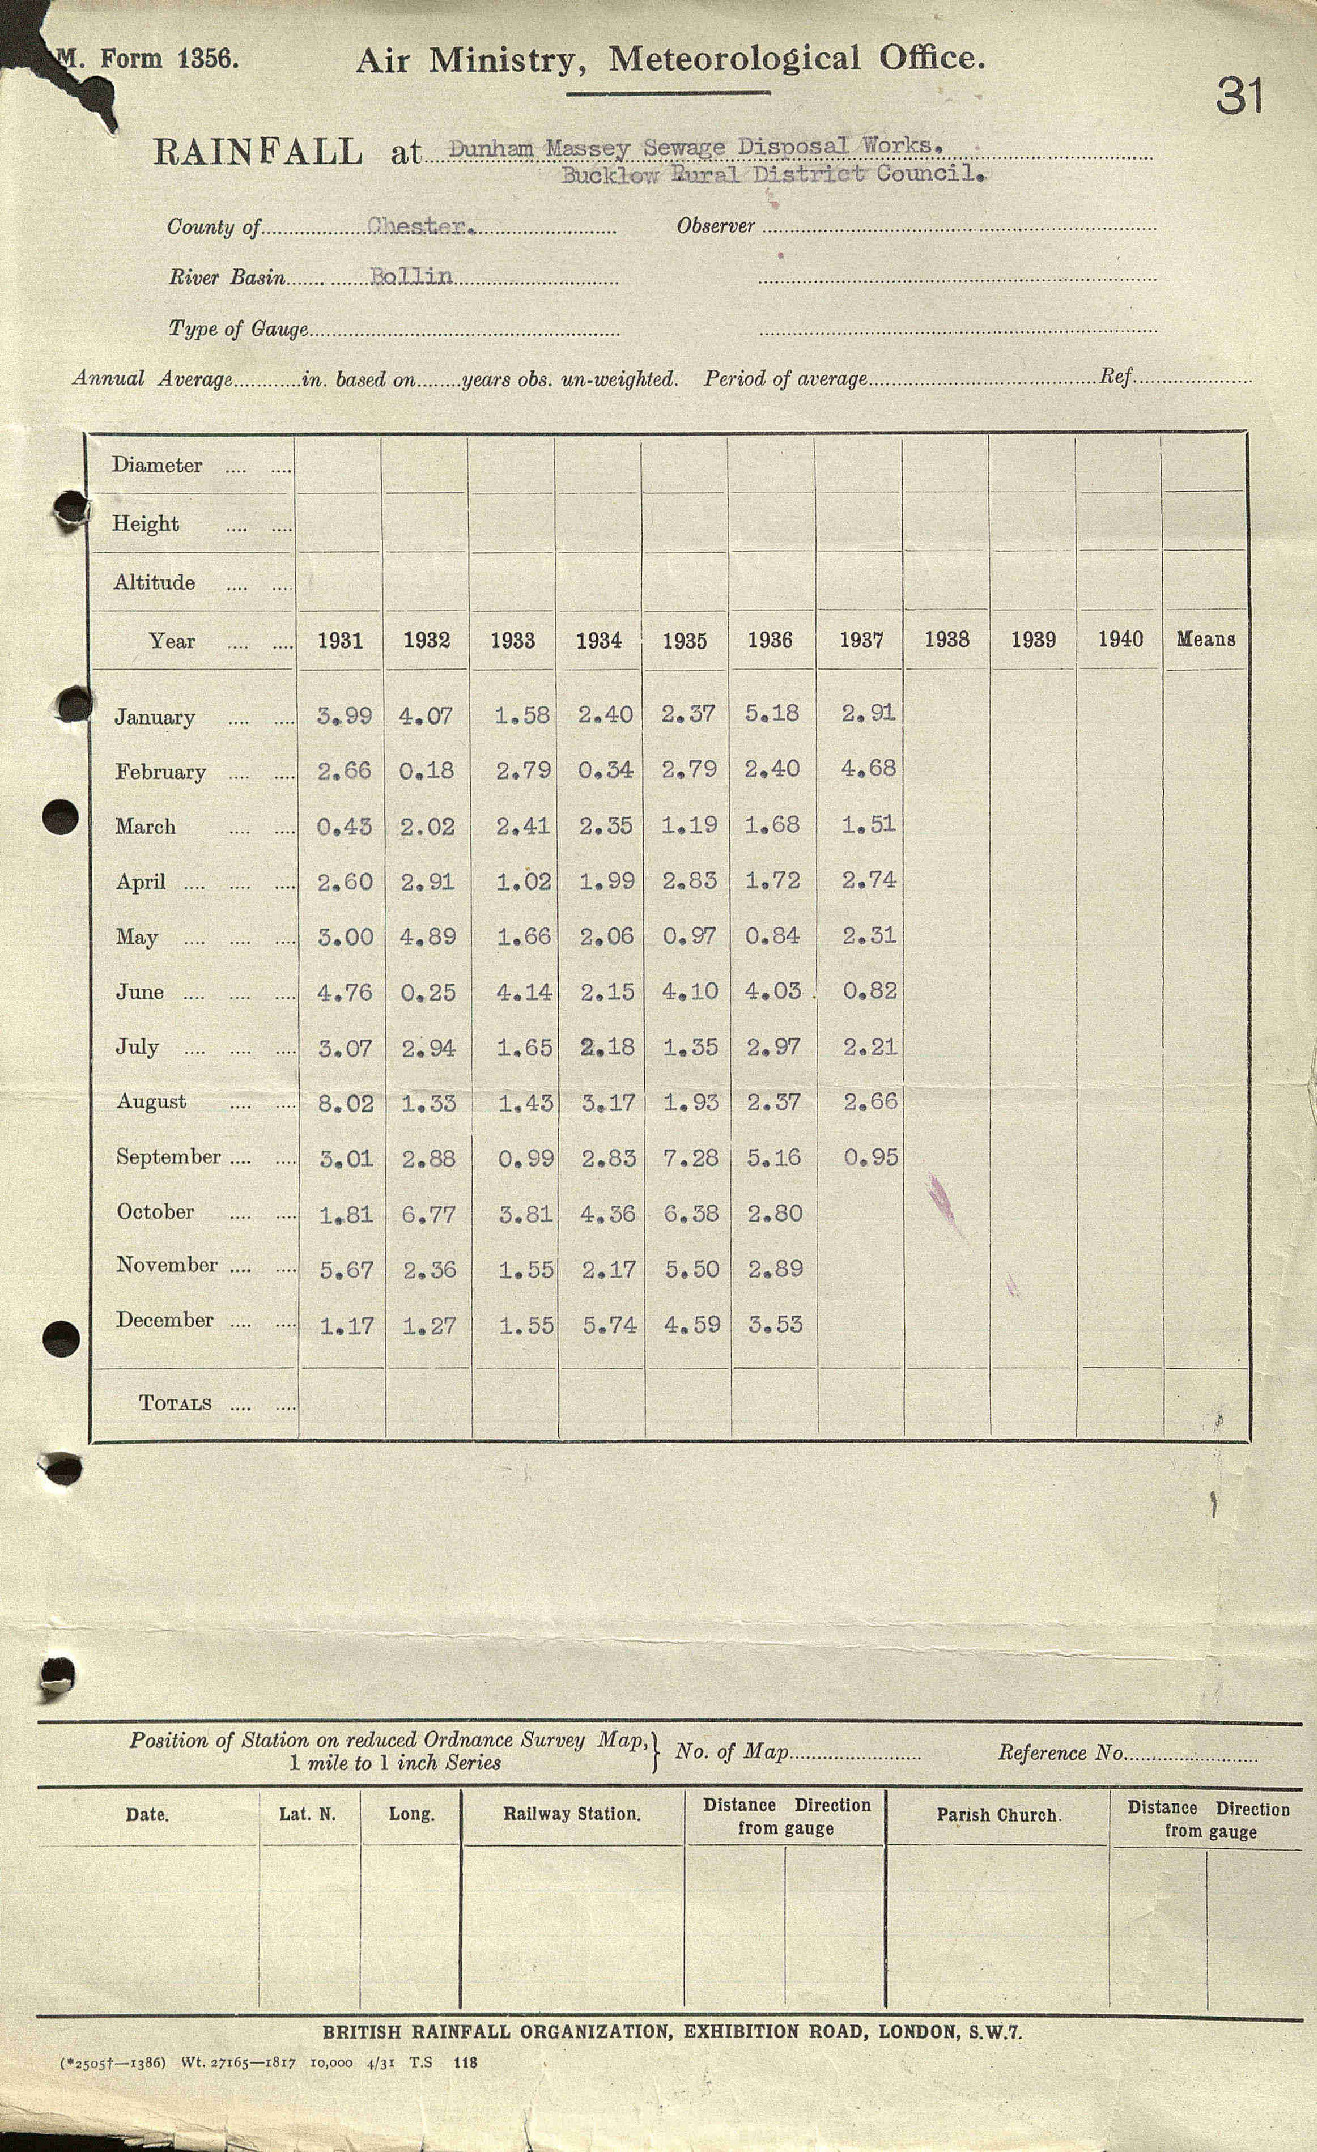 M. Form 1356.
Air Ministry, Meteorological Office.
31
RAINFALL at Dunham Massey Sewage Disposal Works.
Bucklow Rural District Council.
County of Chester. Observer
River Basin Bollin
Type of Gauge
Annual Average in. based on years obs. un-weighted. Period of average Ref.
Diameter
Height
Altitude
Year 1931 1932 1933 1934 1935 1936 1937 1938 1939 1940 Means
January 3.99 4.07 1.58 2.40 2.37 5.18 2.91
February 2.66 0.18 2.79 0.34 2.79 2.40 4.68
March 0.43 2.02 2.41 2.35 1.19 1.68 1.51
April 2.60 2.91 1.02 1.99 2.83 1.72 2.74
May 3.00 4.89 1.66 2.06 0.97 0.84 2.31
June 4.76 0.25 4.14 2.15 4.10 4.03 0.82
July 3.07 2.94 1.65 2.18 1.35 2.97 2.21
August 8.02 1.33 1.43 3.17 1.93 2.37 2.66
September 3.01 2.88 0.99 2.83 7.28 5.16 0.95
October 1.81 6.77 3.81 4.36 6.38 2.80
November 5.67 2.36 1.55 2.17 5.50 2.89
December 1.17 1.27 1.55 5.74 4.59 3.53
TOTALS
Position of Station on reduced Ordnance Survey Map,} No. of Map Reference No.
1 mile to 1 inch Series
Date. Lat. N. Long. Railway Station. Distance Direction from gauge Parish Church. Distance Direction from gauge
BRITISH RAINFALL ORGANIZATION, EXHIBITION ROAD, LONDON, S.W.7.
(*2505†—1386) Wt. 27165—1817 10,000 4/31 T.S 118